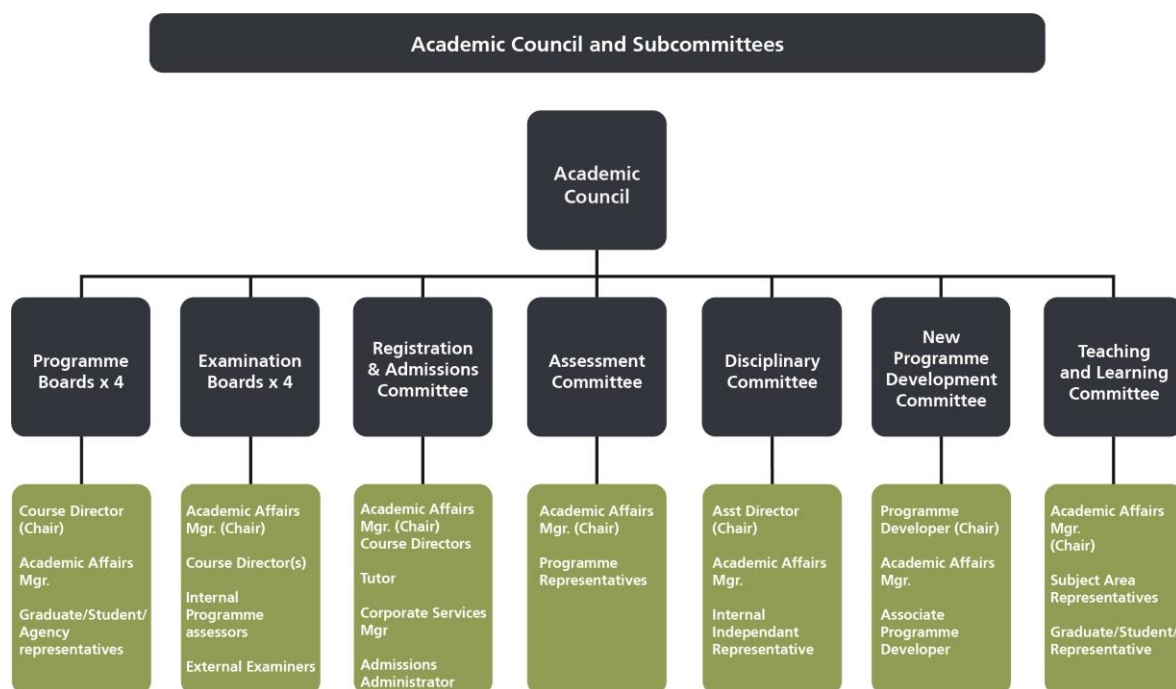 Academic Council and Subcommittees
Academic
Council
Programme
Boards x 4
Examination
Boards x 4
Registration
& Admissions
Committee
Assessment
Committee
Disciplinary
Committee
New
Programme
Development
Committee
Teaching
and Learning
Committee
Course Director
(Chair)
Academic Affairs
Mgr.
Graduate/Student/
Agency
representatives
Academic Affairs
Mgr. (Chair)
Course Director(s)
Internal
Programme
assessors
External Examiners
Academic Affairs
Mgr. (Chair)
Course Directors
Tutor
Corporate Services
Mgr
Admissions
Administrator
Academic Affairs
Mgr. (Chair)
Programme
Representatives
Asst Director
(Chair)
Academic Affairs
Mgr.
Internal
Independant
Representative
Programme
Developer (Chair)
Academic Affairs
Mgr.
Associate
Programme
Developer
Academic Affairs
Mgr.
(Chair)
Subject Area
Representatives
Graduate/Student/
Representative